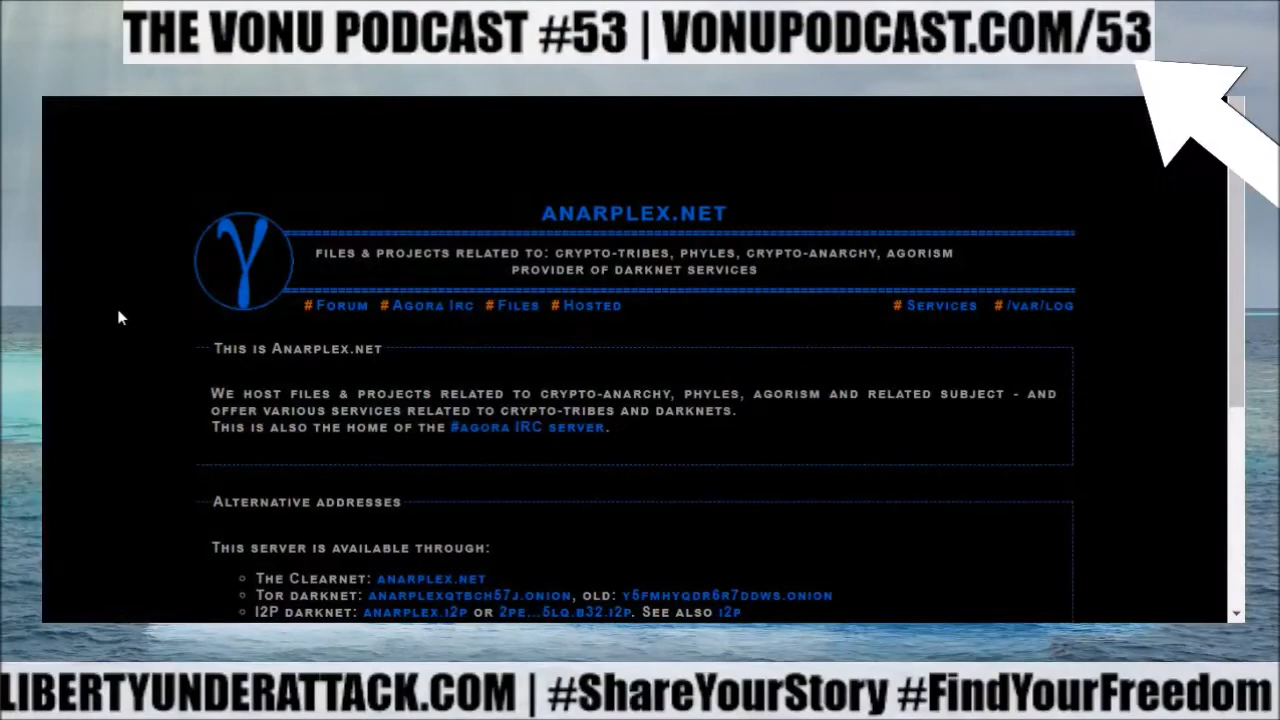 THE VONU PODCAST #53 | VONUPODCAST.COM/53
ANARPLEX.NET
FILES & PROJECTS RELATED TO: CRYPTO-TRIBES, PHYLES, CRYPTO-ANARCHY, AGORISM
PROVIDER OF DARKNET SERVICES
# FORUM # AGORA IRC # FILES # HOSTED # SERVICES # /VAR/LOG
THIS IS ANARPLEX.NET
WE HOST FILES & PROJECTS RELATED TO CRYPTO-ANARCHY, PHYLES, AGORISM AND RELATED SUBJECT - AND
OFFER VARIOUS SERVICES RELATED TO CRYPTO-TRIBES AND DARKNETS.
THIS IS ALSO THE HOME OF THE #AGORA IRC SERVER.
ALTERNATIVE ADDRESSES
THIS SERVER IS AVAILABLE THROUGH:
THE CLEARNET: ANARPLEX.NET
TOR DARKNET: ANARPLEXQTBCH57J.ONION, OLD: Y5FMHYQDR6R7DDWS.ONION
I2P DARKNET: ANARPLEX.I2P OR 2PE...5LQ.B32.I2P. SEE ALSO I2P
LIBERTYUNDERATTACK.COM | #ShareYourStory #FindYourFreedom